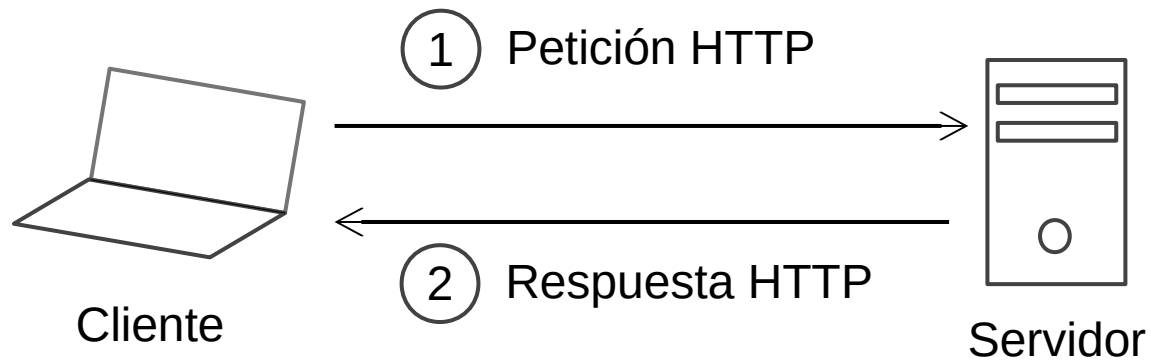 1 Petición HTTP
2 Respuesta HTTP
Cliente
Servidor